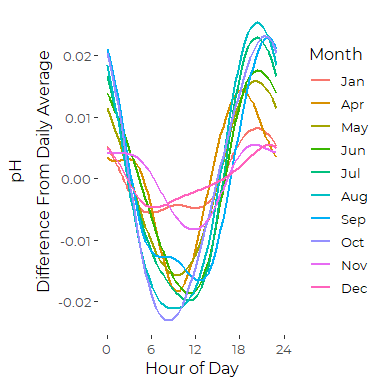 pH
Difference From Daily Average
0.02
0.01
0.00
-0.01
-0.02
0
6
12
18
24
Hour of Day
Month
Jan
Apr
May
Jun
Jul
Aug
Sep
Oct
Nov
Dec